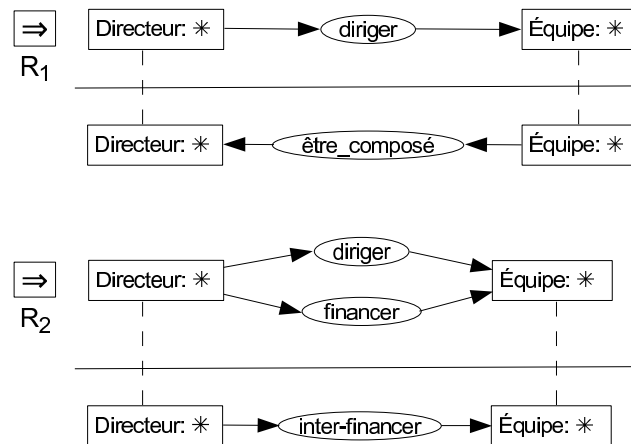 ⇒ Directeur: ✳ diriger Équipe: ✳
R1
Directeur: ✳ être_composé Équipe: ✳
diriger
⇒ Directeur: ✳ Équipe: ✳
R2 financer
Directeur: ✳ inter-financer Équipe: ✳